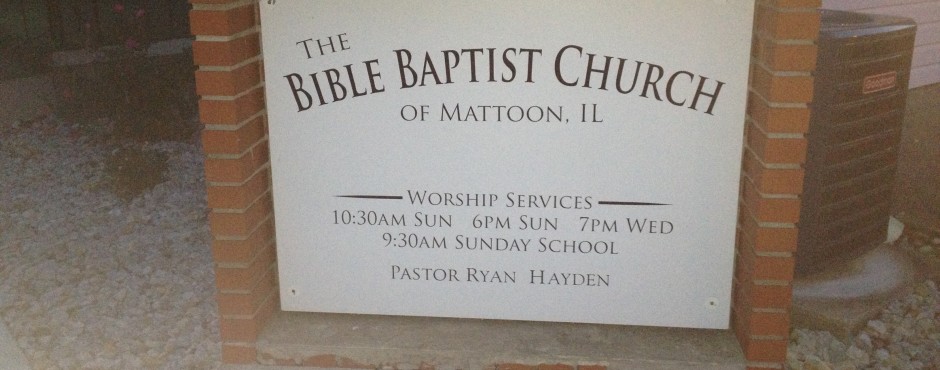 THE
BIBLE BAPTIST CHURCH
OF MATTOON, IL
WORSHIP SERVICES
10:30AM SUN 6PM SUN 7PM WED
9:30AM SUNDAY SCHOOL
PASTOR RYAN HAYDEN